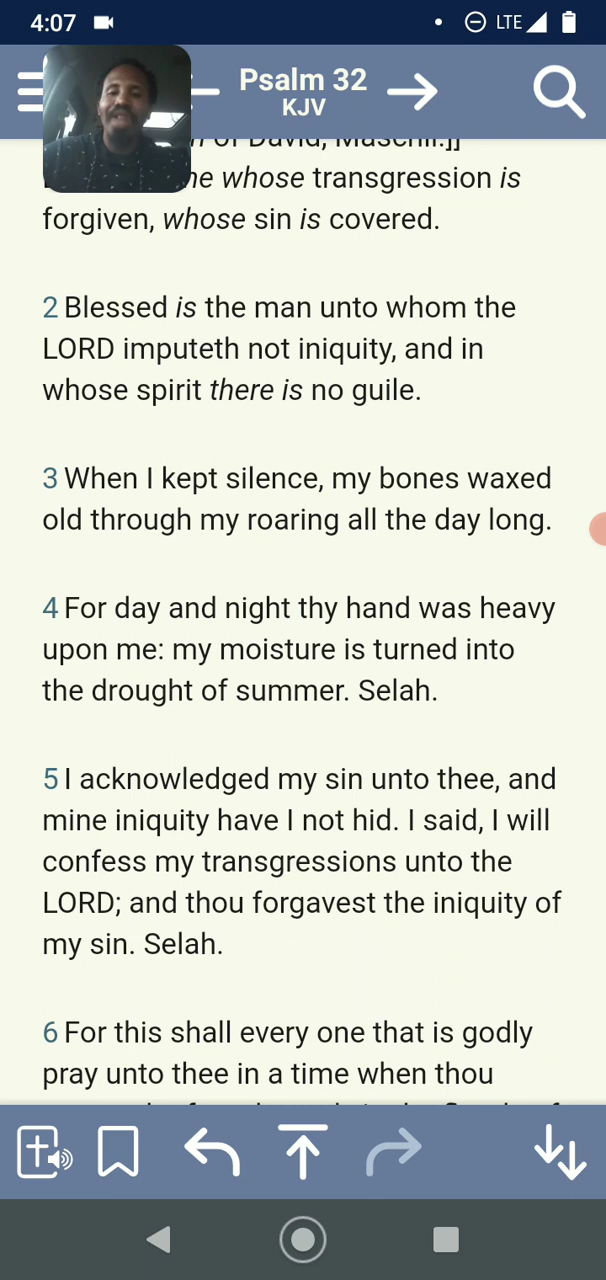 4:07 LTE
Psalm 32
KJV
of David, Maschil.]]
he whose transgression is
forgiven, whose sin is covered.
2 Blessed is the man unto whom the
LORD imputeth not iniquity, and in
whose spirit there is no guile.
3 When I kept silence, my bones waxed
old through my roaring all the day long.
4 For day and night thy hand was heavy
upon me: my moisture is turned into
the drought of summer. Selah.
5 I acknowledged my sin unto thee, and
mine iniquity have I not hid. I said, I will
confess my transgressions unto the
LORD; and thou forgavest the iniquity of
my sin. Selah.
6 For this shall every one that is godly
pray unto thee in a time when thou